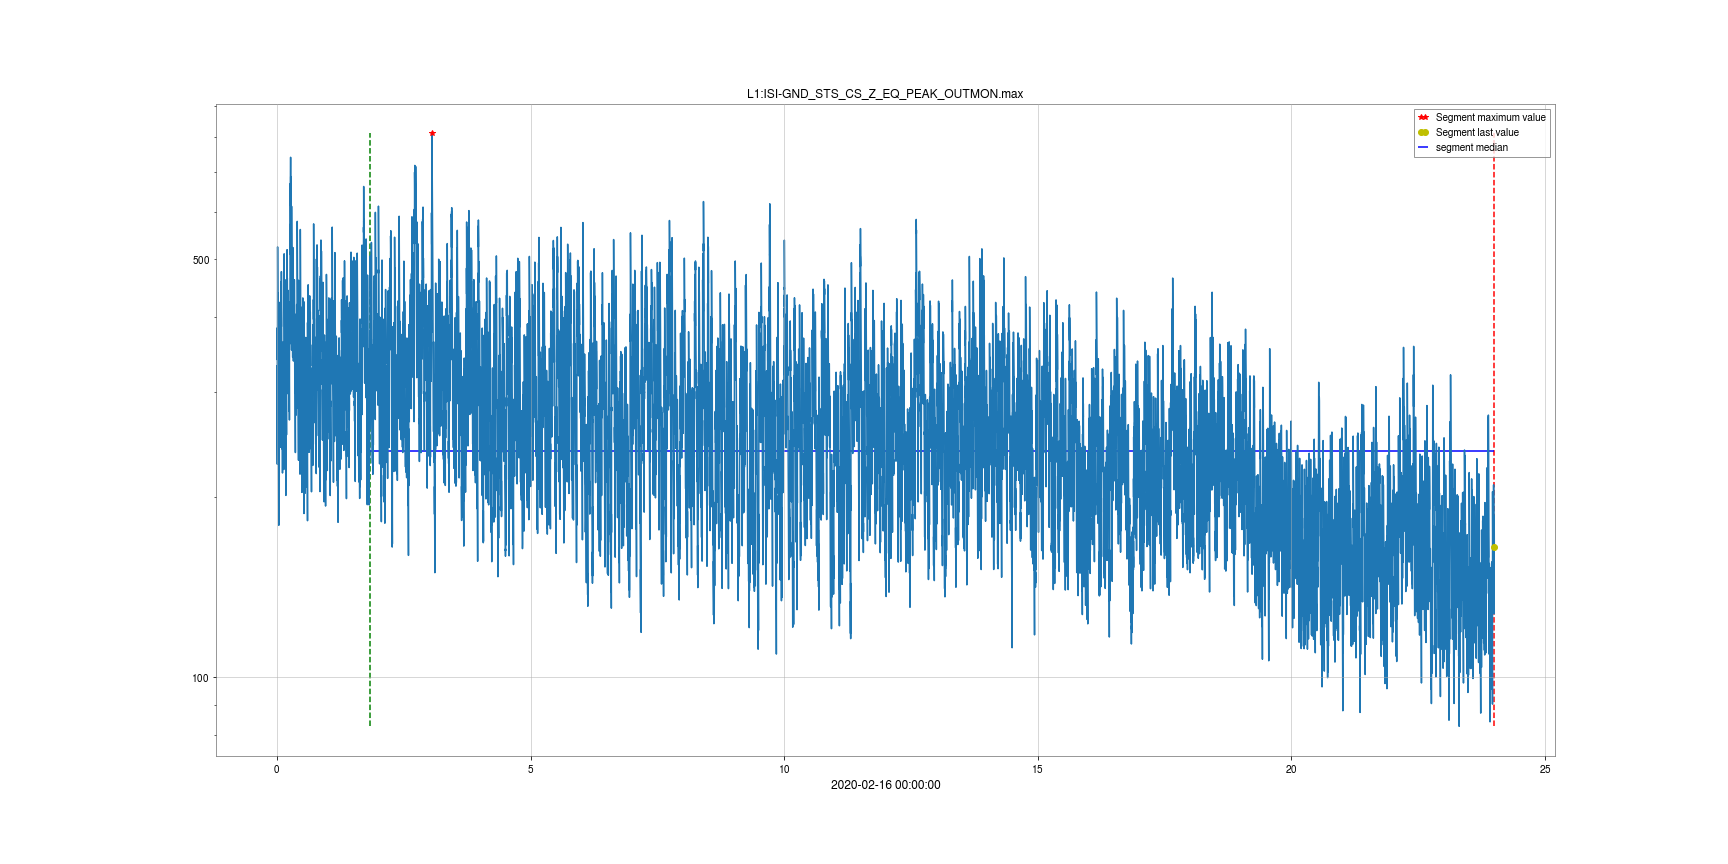 L1:ISI-GND_STS_CS_Z_EQ_PEAK_OUTMON.max
Segment maximum value
Segment last value
segment median
500
100
0 5 10 15 20 25
2020-02-16 00:00:00